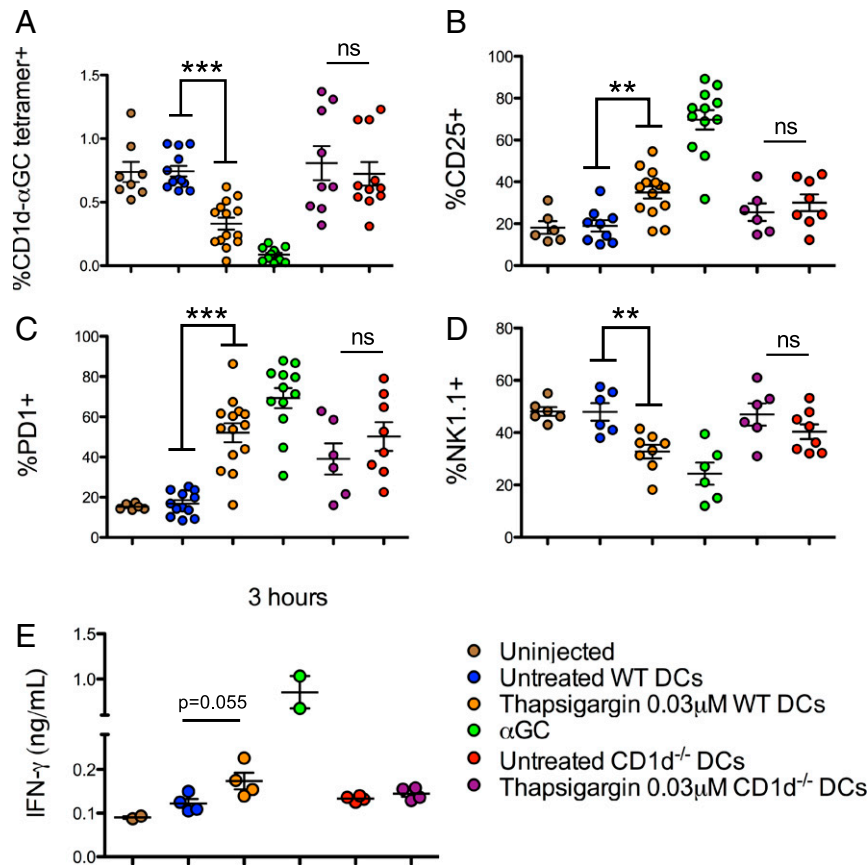 A
%CD1d-αGC tetramer+
1.5
1.0
0.5
0.0
***
ns
B
%CD25+
100
80
60
40
20
0
**
ns
C
%PD1+
100
80
60
40
20
0
***
ns
D
%NK1.1+
80
60
40
20
0
**
ns
3 hours
E
IFN-γ (ng/mL)
1.5
1.0
0.2
0.1
0.0
p=0.055
Uninjected
Untreated WT DCs
Thapsigargin 0.03μM WT DCs
αGC
Untreated CD1d-/- DCs
Thapsigargin 0.03μM CD1d-/- DCs